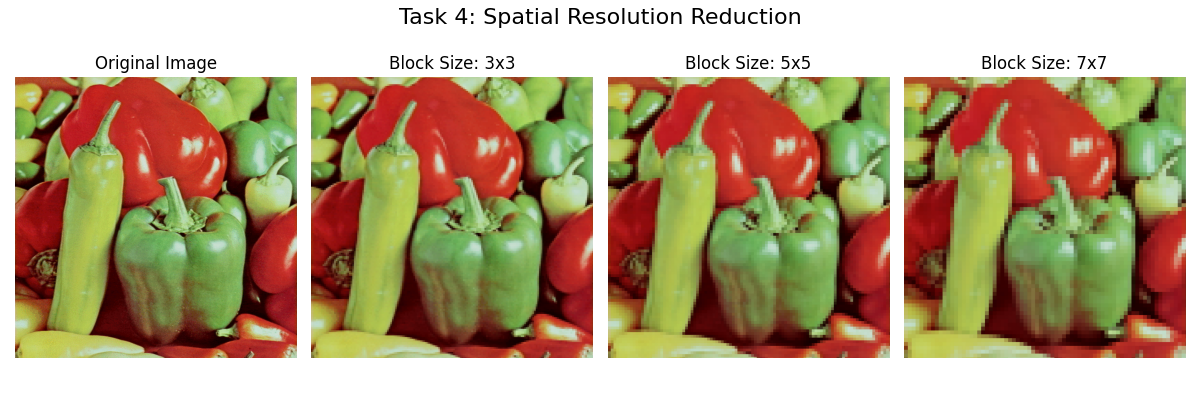 Task 4: Spatial Resolution Reduction
Original Image
Block Size: 3x3
Block Size: 5x5
Block Size: 7x7